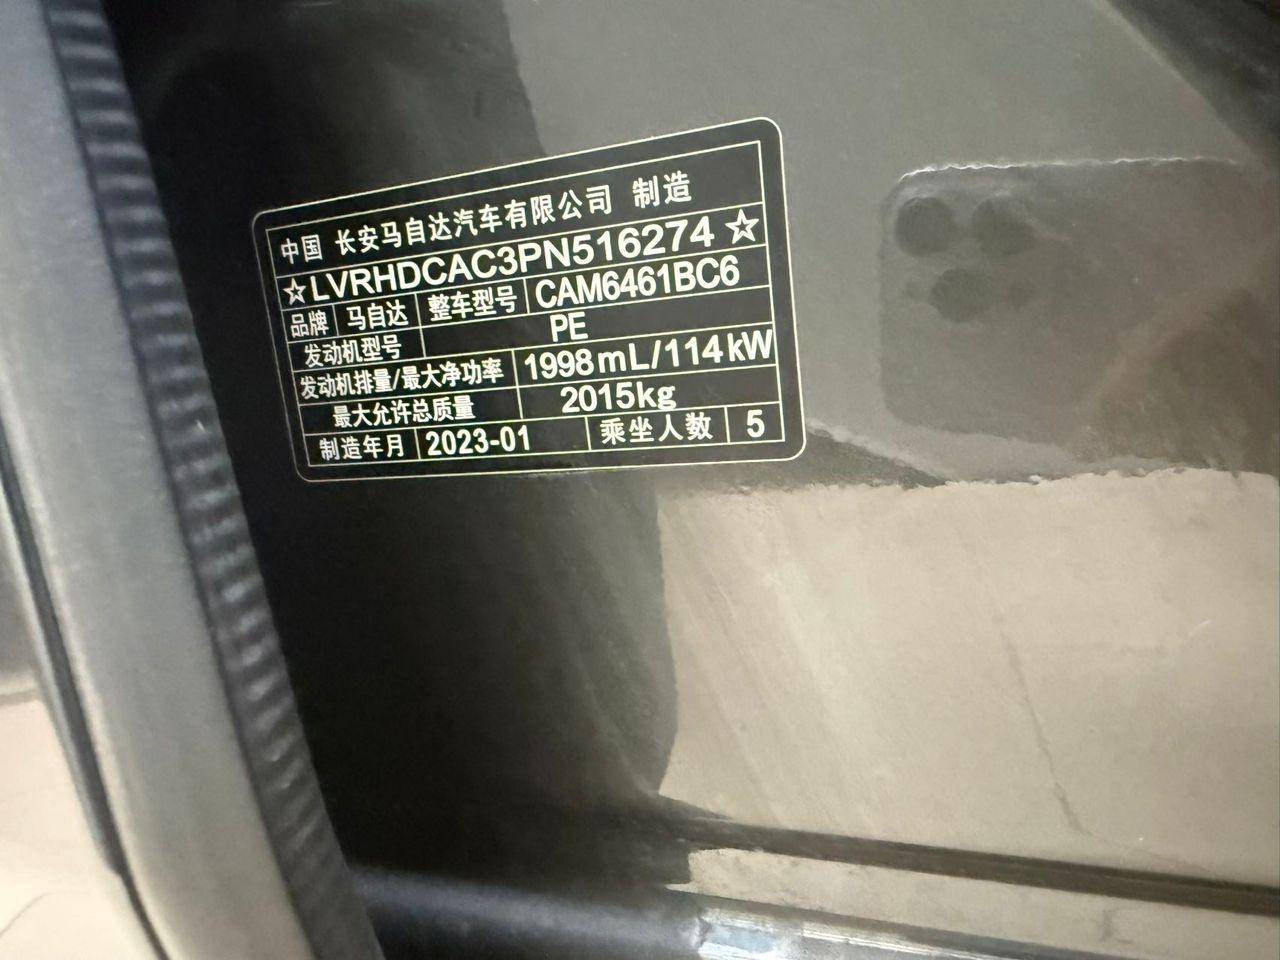 中国 长安马自达汽车有限公司 制造
☆LVRHDCAC3PN516274☆
品牌 马自达 整车型号 CAM6461BC6
发动机型号 PE
发动机排量/最大净功率 1998mL/114kW
最大允许总质量 2015kg
制造年月 2023-01 乘坐人数 5